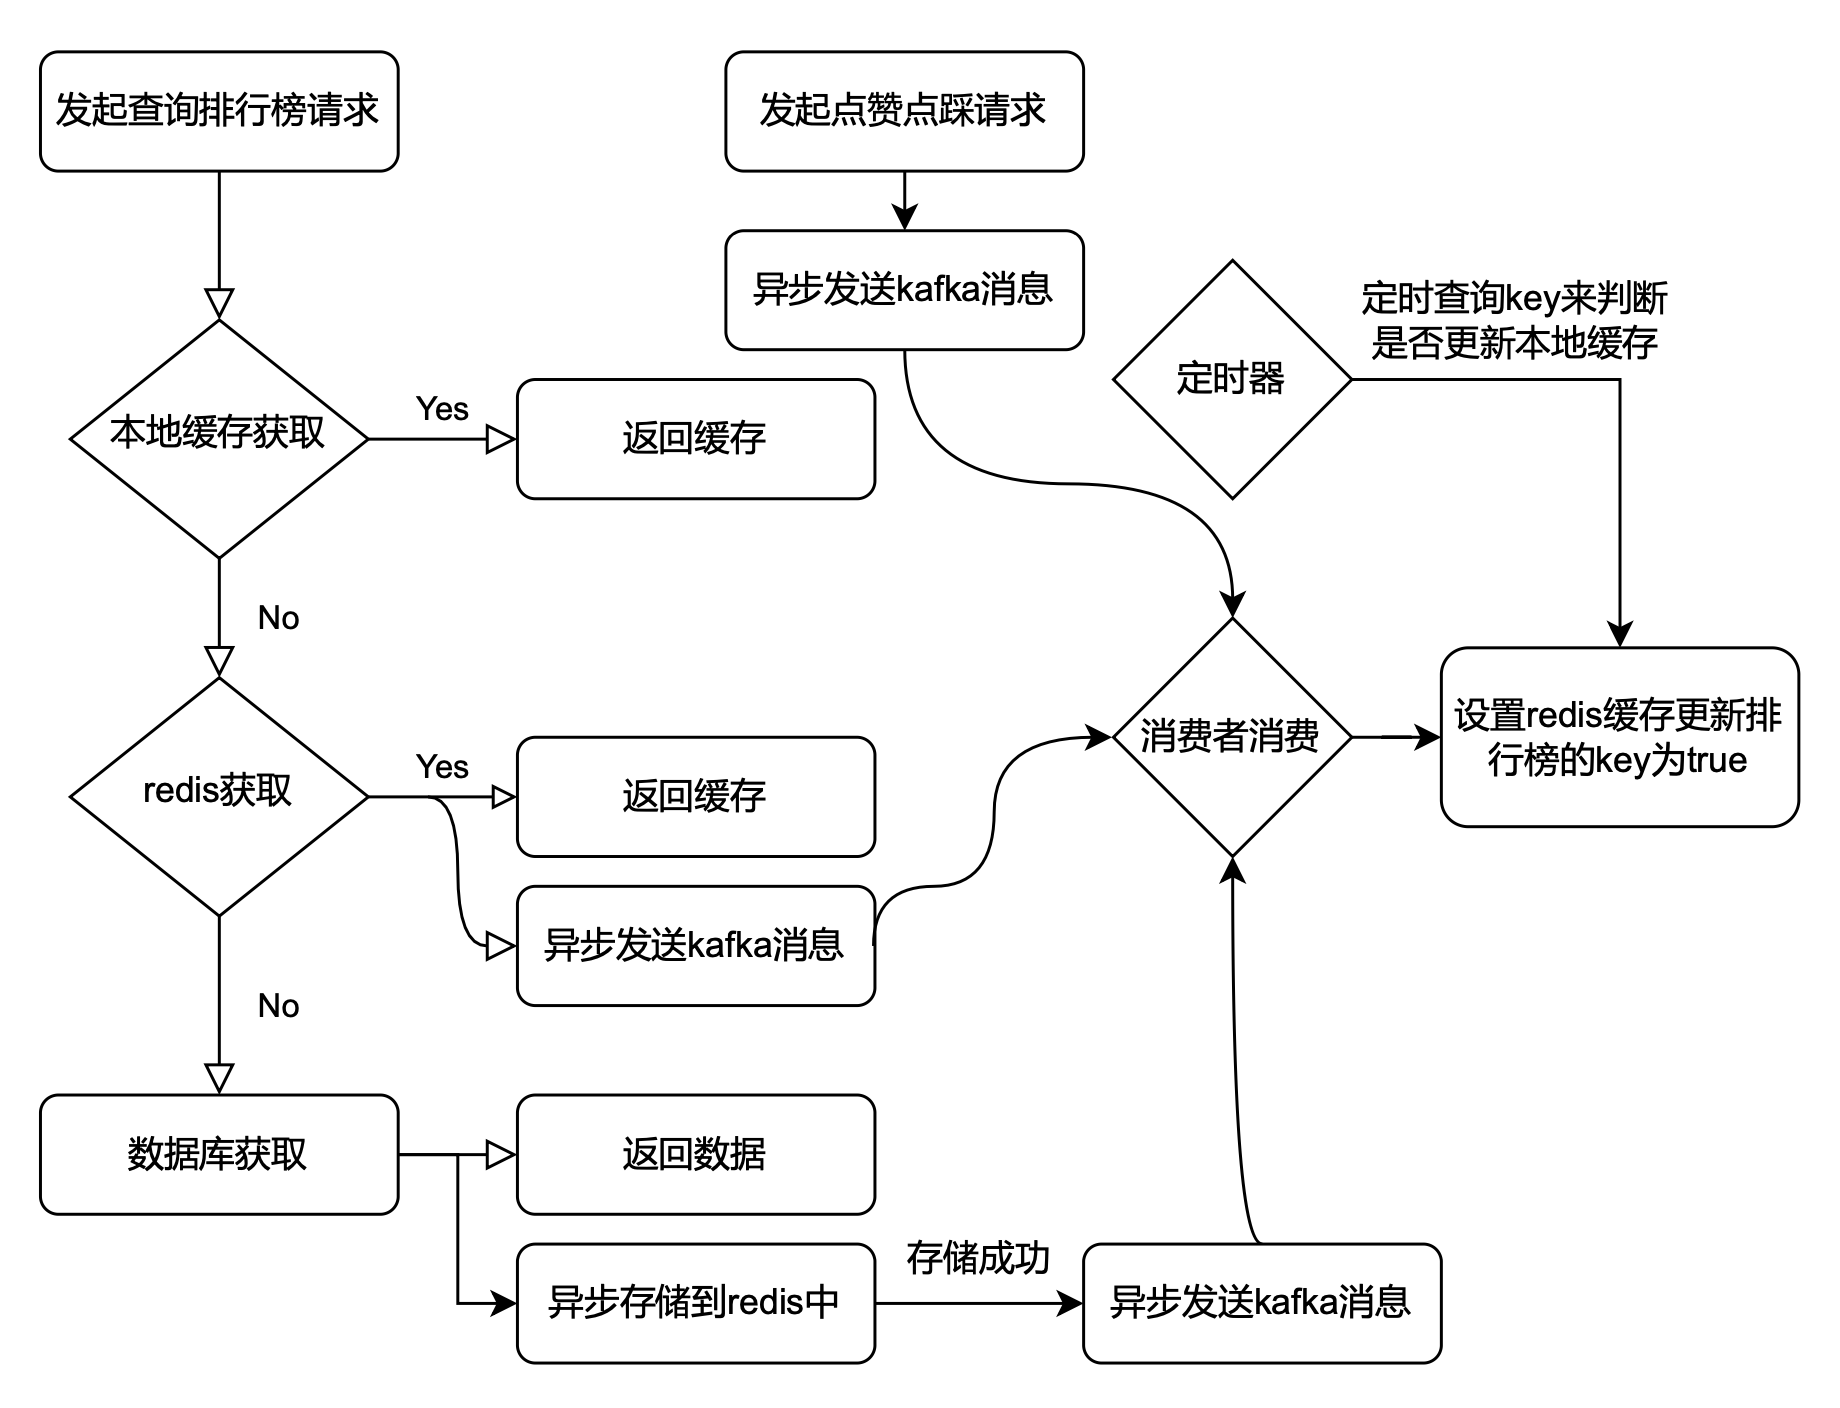 发起查询排行榜请求
发起点赞点踩请求
异步发送kafka消息
定时查询key来判断
是否更新本地缓存
定时器
本地缓存获取
Yes
返回缓存
No
redis获取
Yes
返回缓存
消费者消费
设置redis缓存更新排
行榜的key为true
异步发送kafka消息
No
数据库获取
返回数据
异步存储到redis中
存储成功
异步发送kafka消息